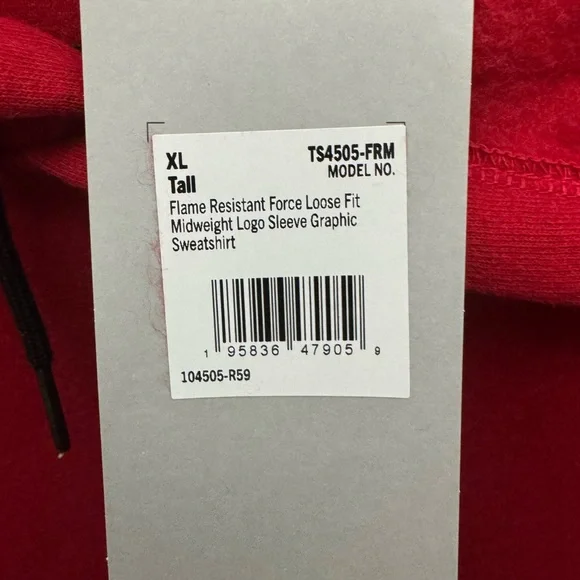 XL
Tall
TS4505-FRM
MODEL NO.
Flame Resistant Force Loose Fit
Midweight Logo Sleeve Graphic
Sweatshirt
1 95836 47905 9
104505-R59